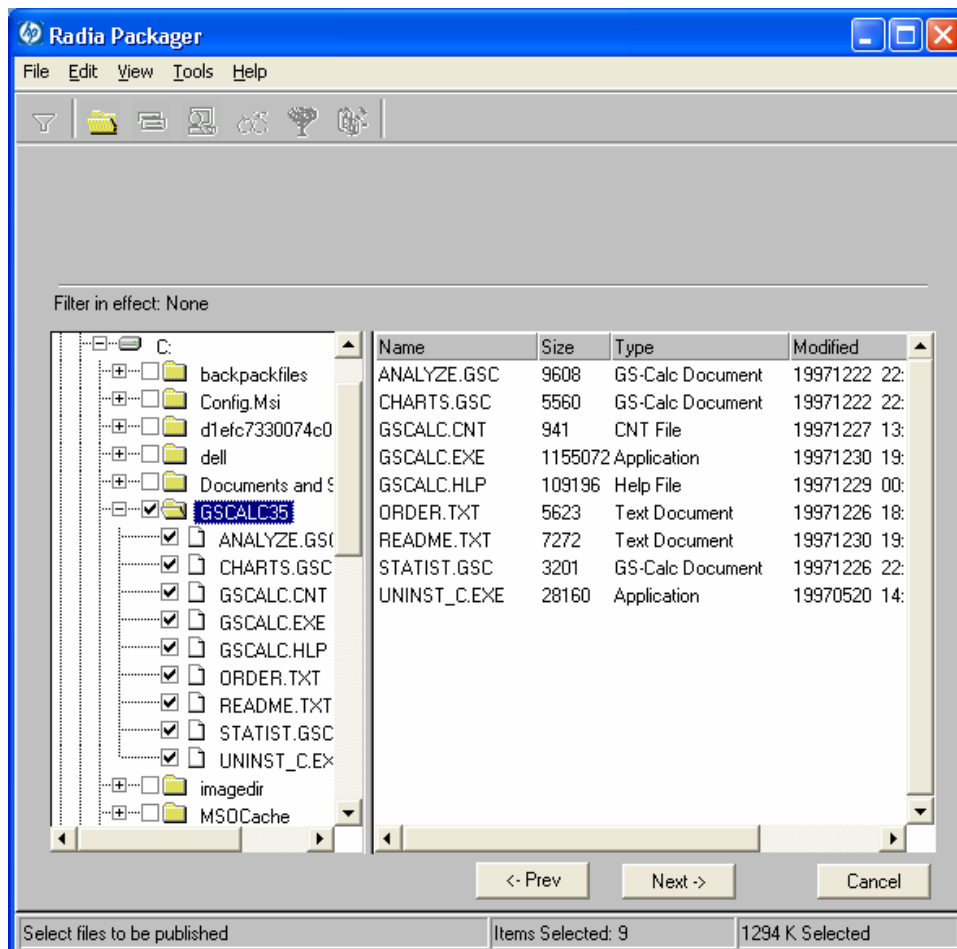 Radia Packager
File Edit View Tools Help
Filter in effect: None
C:
backpackfiles
Config.Msi
d1efc7330074c0
dell
Documents and S
GSCALC35
ANALYZE.GSC
CHARTS.GSC
GSCALC.CNT
GSCALC.EXE
GSCALC.HLP
ORDER.TXT
README.TXT
STATIST.GSC
UNINST_C.EX
imagedir
MSOCache
Name Size Type Modified
ANALYZE.GSC 9608 GS-Calc Document 19971222 22:
CHARTS.GSC 5560 GS-Calc Document 19971222 22:
GSCALC.CNT 941 CNT File 19971227 13:
GSCALC.EXE 1155072 Application 19971230 19:
GSCALC.HLP 109196 Help File 19971229 00:
ORDER.TXT 5623 Text Document 19971226 18:
README.TXT 7272 Text Document 19971230 19:
STATIST.GSC 3201 GS-Calc Document 19971226 22:
UNINST_C.EXE 28160 Application 19970520 14:
<- Prev Next -> Cancel
Select files to be published Items Selected: 9 1294 K Selected